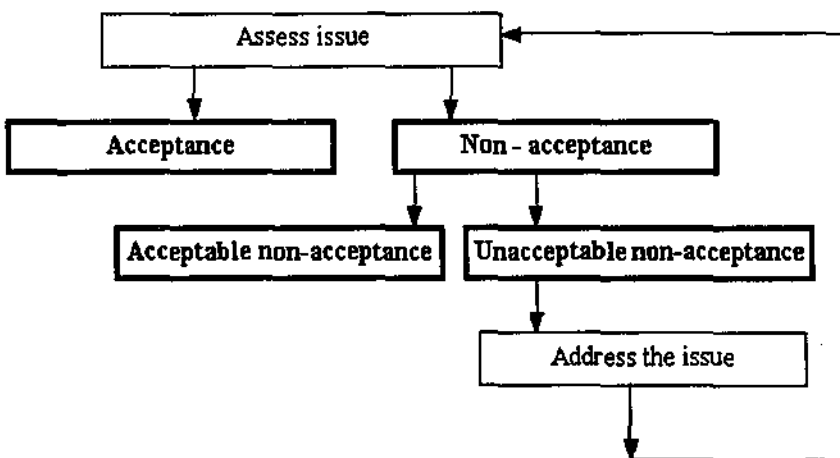 Assess issue
Acceptance
Non - acceptance
Acceptable non-acceptance
Unacceptable non-acceptance
Address the issue